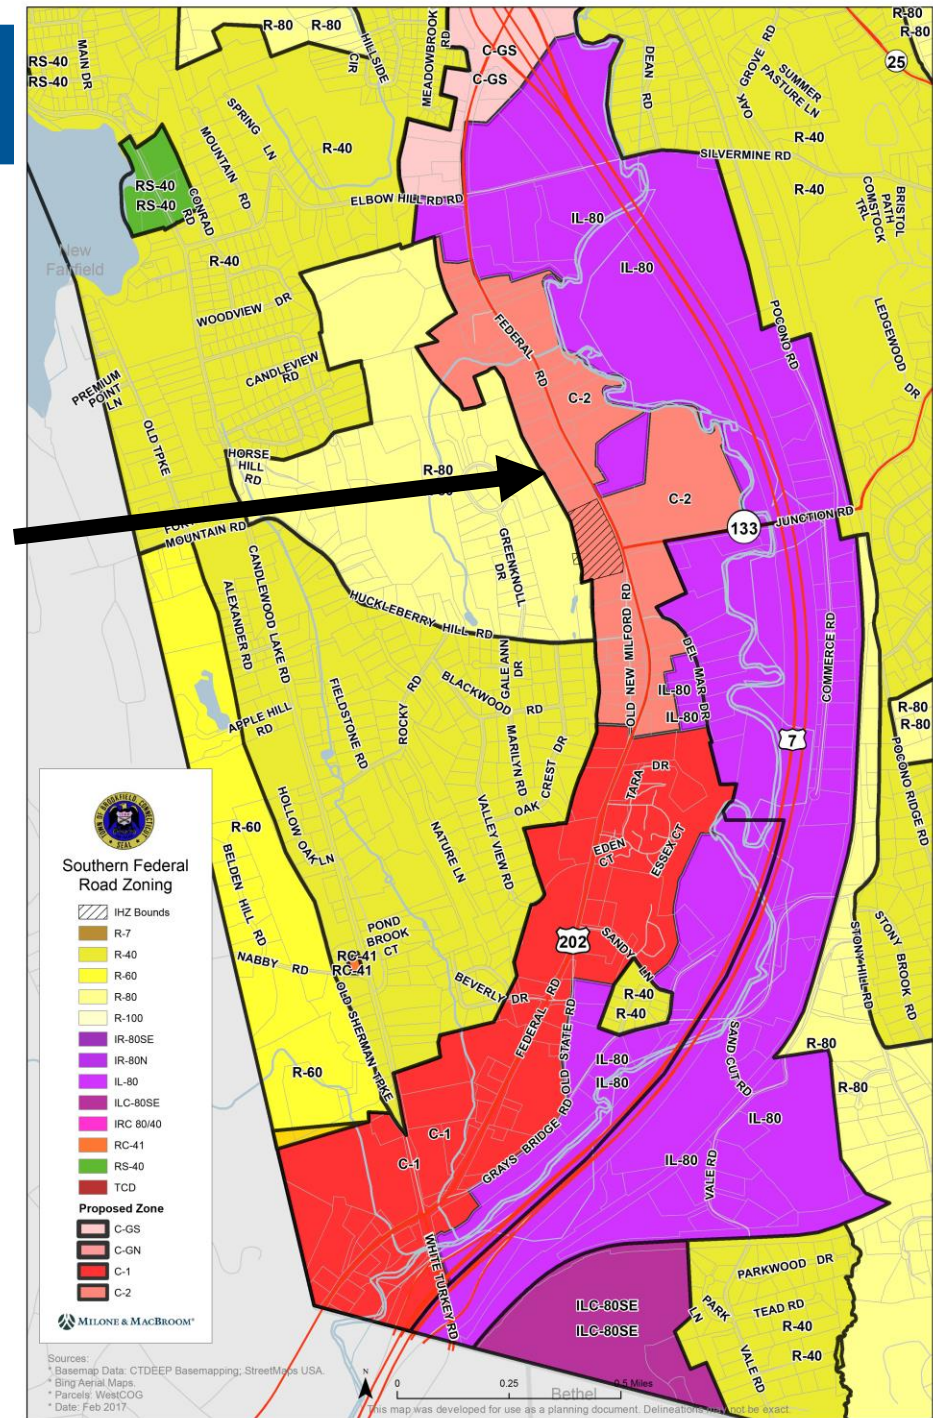 R-80
R-80
R-80
R-80
RS-40
RS-40
MAIN DR
HILLSIDE
CIR
MEADOWBROOK
RD
C-GS
C-GS
DEAN RD
OAK GROVE RD
SUMMER
PASTURE LN
25
SPRING LN
MOUNTAIN RD
R-40
R-40
SILVERMINE RD
RS-40
RS-40
CONRAD
RD
ELBOW HILL RD RD
IL-80
R-40
BRISTOL
PATH
COMSTOCK
TRL
New
Fairfield
R-40
IL-80
WOODVIEW DR
FEDERAL RD
POCONO RD
LEDGEWOOD DR
CANDLEVIEW
RD
PREMIUM
POINT
LN
OLD TPKE
C-2
HORSE
HILL
RD
R-80
C-2
133
JUNCTION RD
MOUNTAIN RD
GREENKNOLL
DR
CANDLEWOOD LAKE RD
ALEXANDER RD
HUCKLEBERRY HILL RD
OLD NEW MILFORD RD
DEL MAR DR
COMMERCE RD
GALE ANN
DR
BLACKWOOD RD
FIELDSTONE RD
ROCKY RD
APPLE HILL
RD
MARILYN RD
IL-80
IL-80
R-80
R-80
7
OAK CREST DR
TARA DR
POCONO RIDGE RD
EDEN
CT
ESSEX CT
HOLLOW OAK LN
NATURE LN
VALLEY VIEW RD
R-60
BELDEN HILL RD
POND
BROOK
CT
202
SANDY LN
STONY HILL RD
STONY BROOK RD
NABBY RD
RC-41
RC-41
BEVERLY DR
R-40
R-40
OLD SHERMAN TPKE
FEDERAL RD
OLD STATE RD
SAND CUT RD
R-80
IL-80
IL-80
R-80
R-60
IL-80
C-1
C-1
GRAYS BRIDGE RD
IL-80
VALE RD
WHITE TURKEY RD
PARKWOOD DR
ILC-80SE
ILC-80SE
PARK
LN
TEAD RD
R-40
R-40
VALE RD
Southern Federal
Road Zoning
IHZ Bounds
R-7
R-40
R-60
R-80
R-100
IR-80SE
IR-80N
IL-80
ILC-80SE
IRC 80/40
RC-41
RS-40
TCD
Proposed Zone
C-GS
C-GN
C-1
C-2
MILONE & MACBROOM®
Sources:
* Basemap Data: CTDEEP Basemapping; StreetMaps USA.
* Bing Aerial Maps.
* Parcels: WestCOG
* Date: Feb 2017
N
0 0.25 0.5 Miles
Bethel
This map was developed for use as a planning document. Delineations may not be exact.